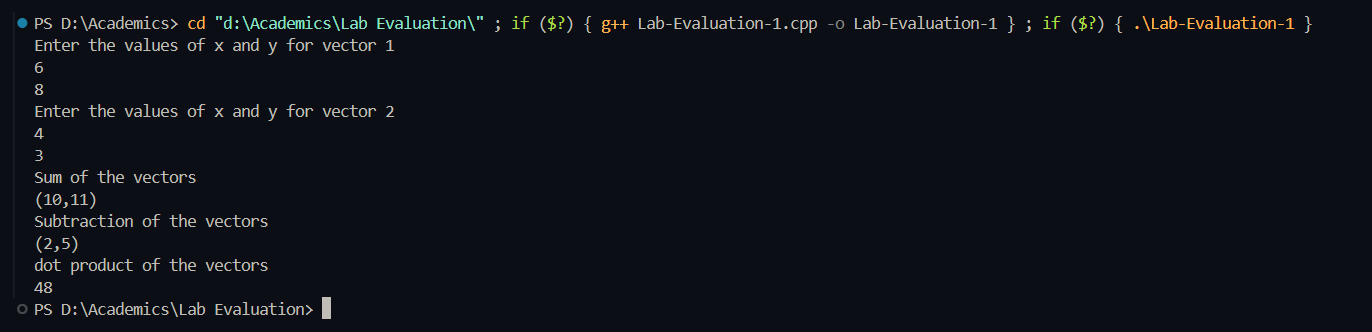 PS D:\Academics> cd "d:\Academics\Lab Evaluation\" ; if ($?) { g++ Lab-Evaluation-1.cpp -o Lab-Evaluation-1 } ; if ($?) { .\Lab-Evaluation-1 }
Enter the values of x and y for vector 1
6
8
Enter the values of x and y for vector 2
4
3
Sum of the vectors
(10,11)
Subtraction of the vectors
(2,5)
dot product of the vectors
48
PS D:\Academics\Lab Evaluation>